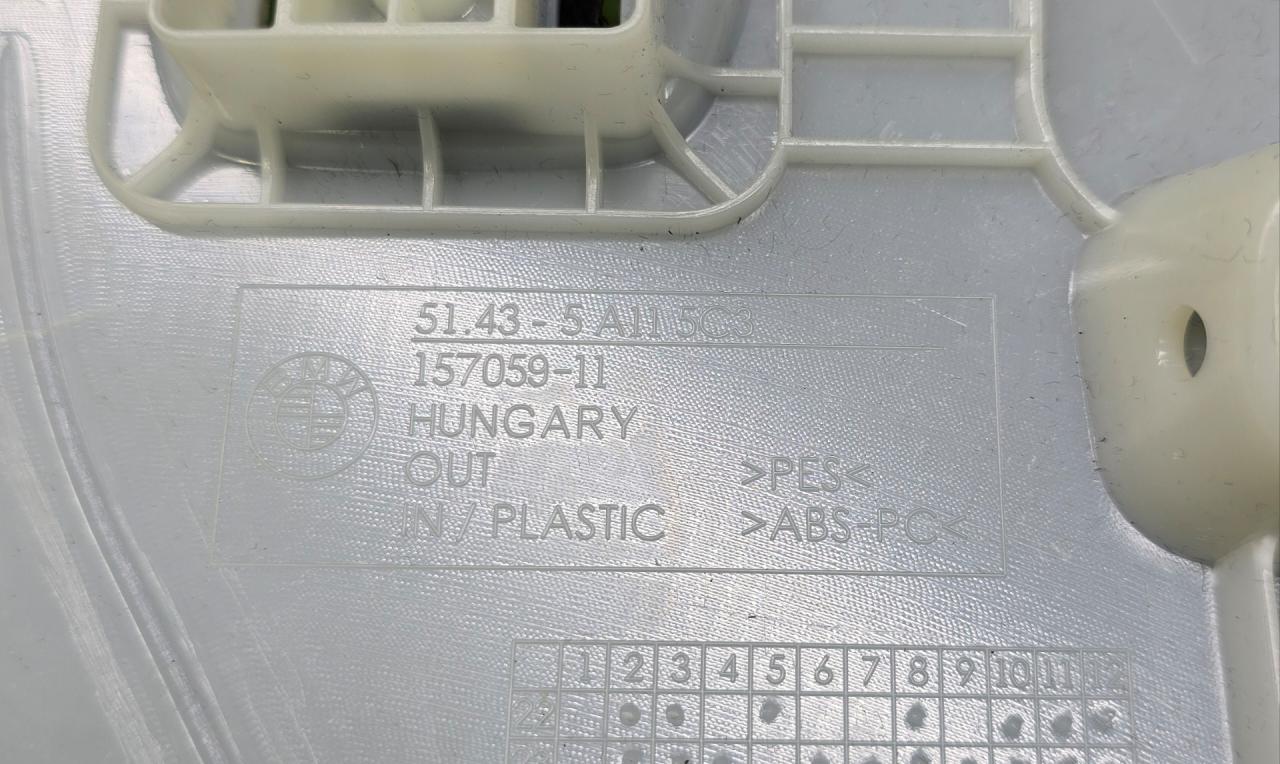 51.43 - 5 A11 5C3
157059-11
BMW
HUNGARY
OUT >PES<
IN / PLASTIC >ABS-PC<
1 2 3 4 5 6 7 8 9 10 11 12
22